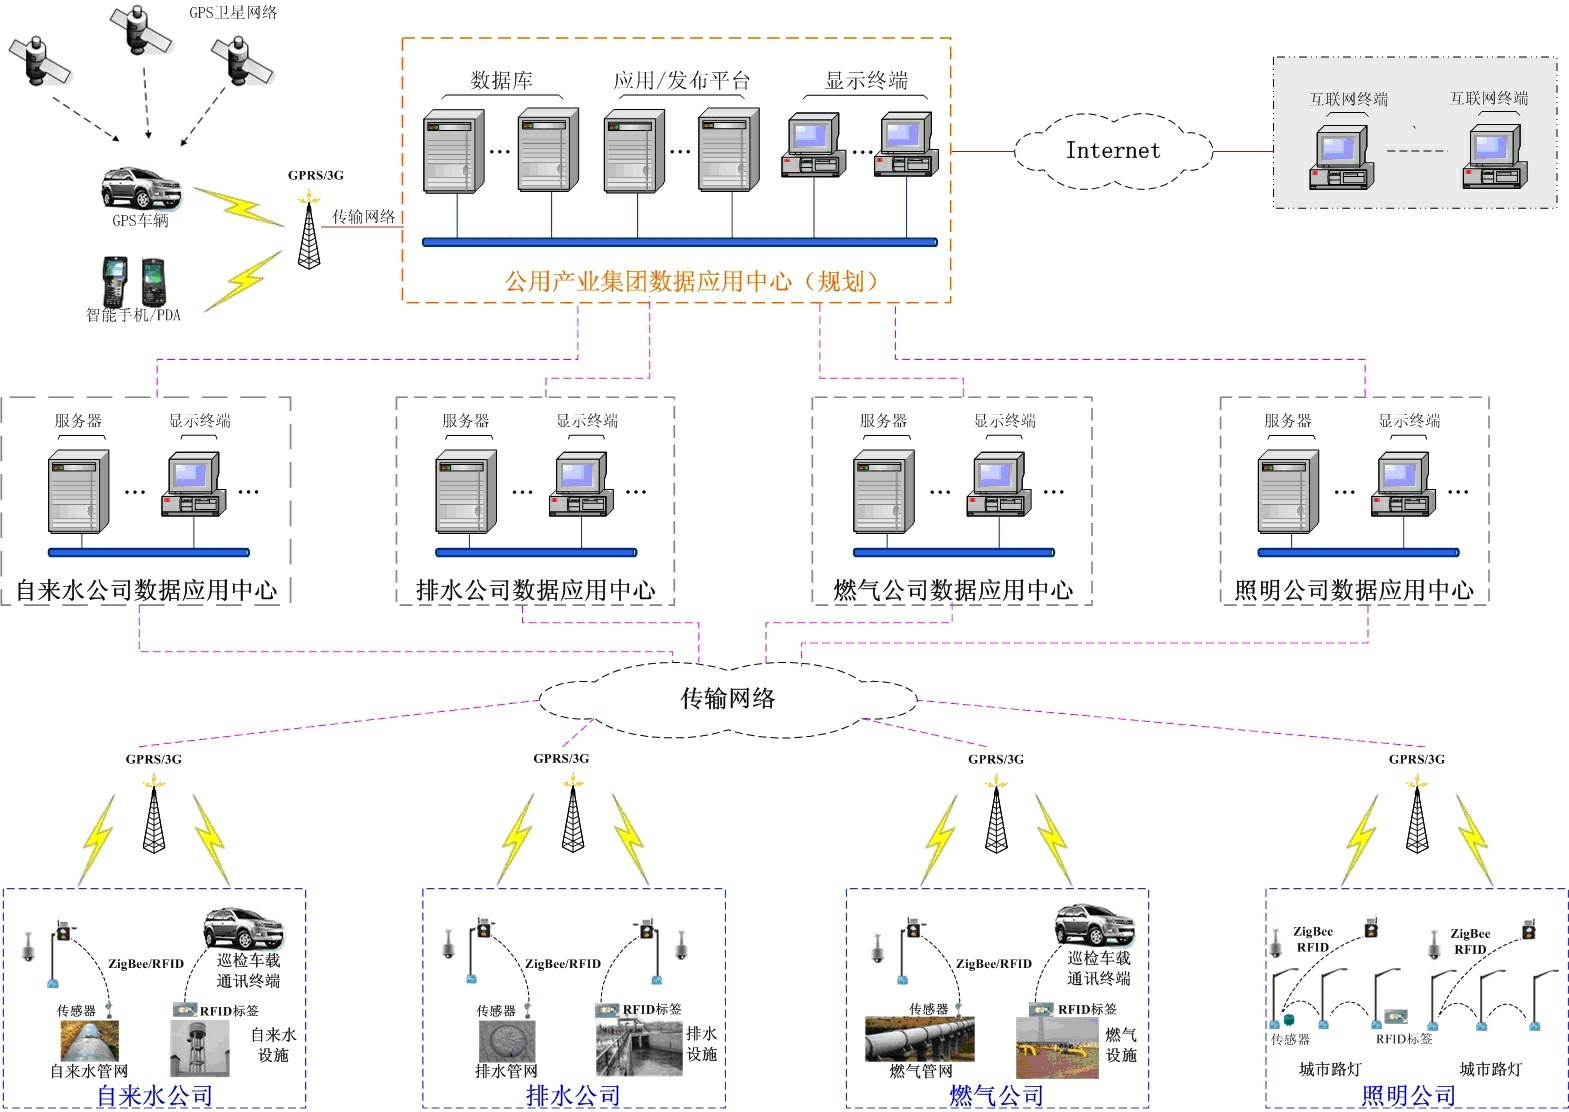 GPS卫星网络
数据库
应用/发布平台
显示终端
互联网终端
互联网终端
Internet
GPRS/3G
传输网络
GPS车辆
智能手机/PDA
公用产业集团数据应用中心（规划）
服务器
显示终端
服务器
显示终端
服务器
显示终端
服务器
显示终端
自来水公司数据应用中心
排水公司数据应用中心
燃气公司数据应用中心
照明公司数据应用中心
传输网络
GPRS/3G
GPRS/3G
GPRS/3G
GPRS/3G
ZigBee/RFID
巡检车载
通讯终端
传感器
RFID标签
自来水
设施
自来水管网
自来水公司
ZigBee/RFID
传感器
RFID标签
排水
设施
排水管网
排水公司
ZigBee/RFID
巡检车载
通讯终端
传感器
RFID标签
燃气
设施
燃气管网
燃气公司
ZigBee
RFID
ZigBee
RFID
传感器
RFID标签
城市路灯
城市路灯
照明公司